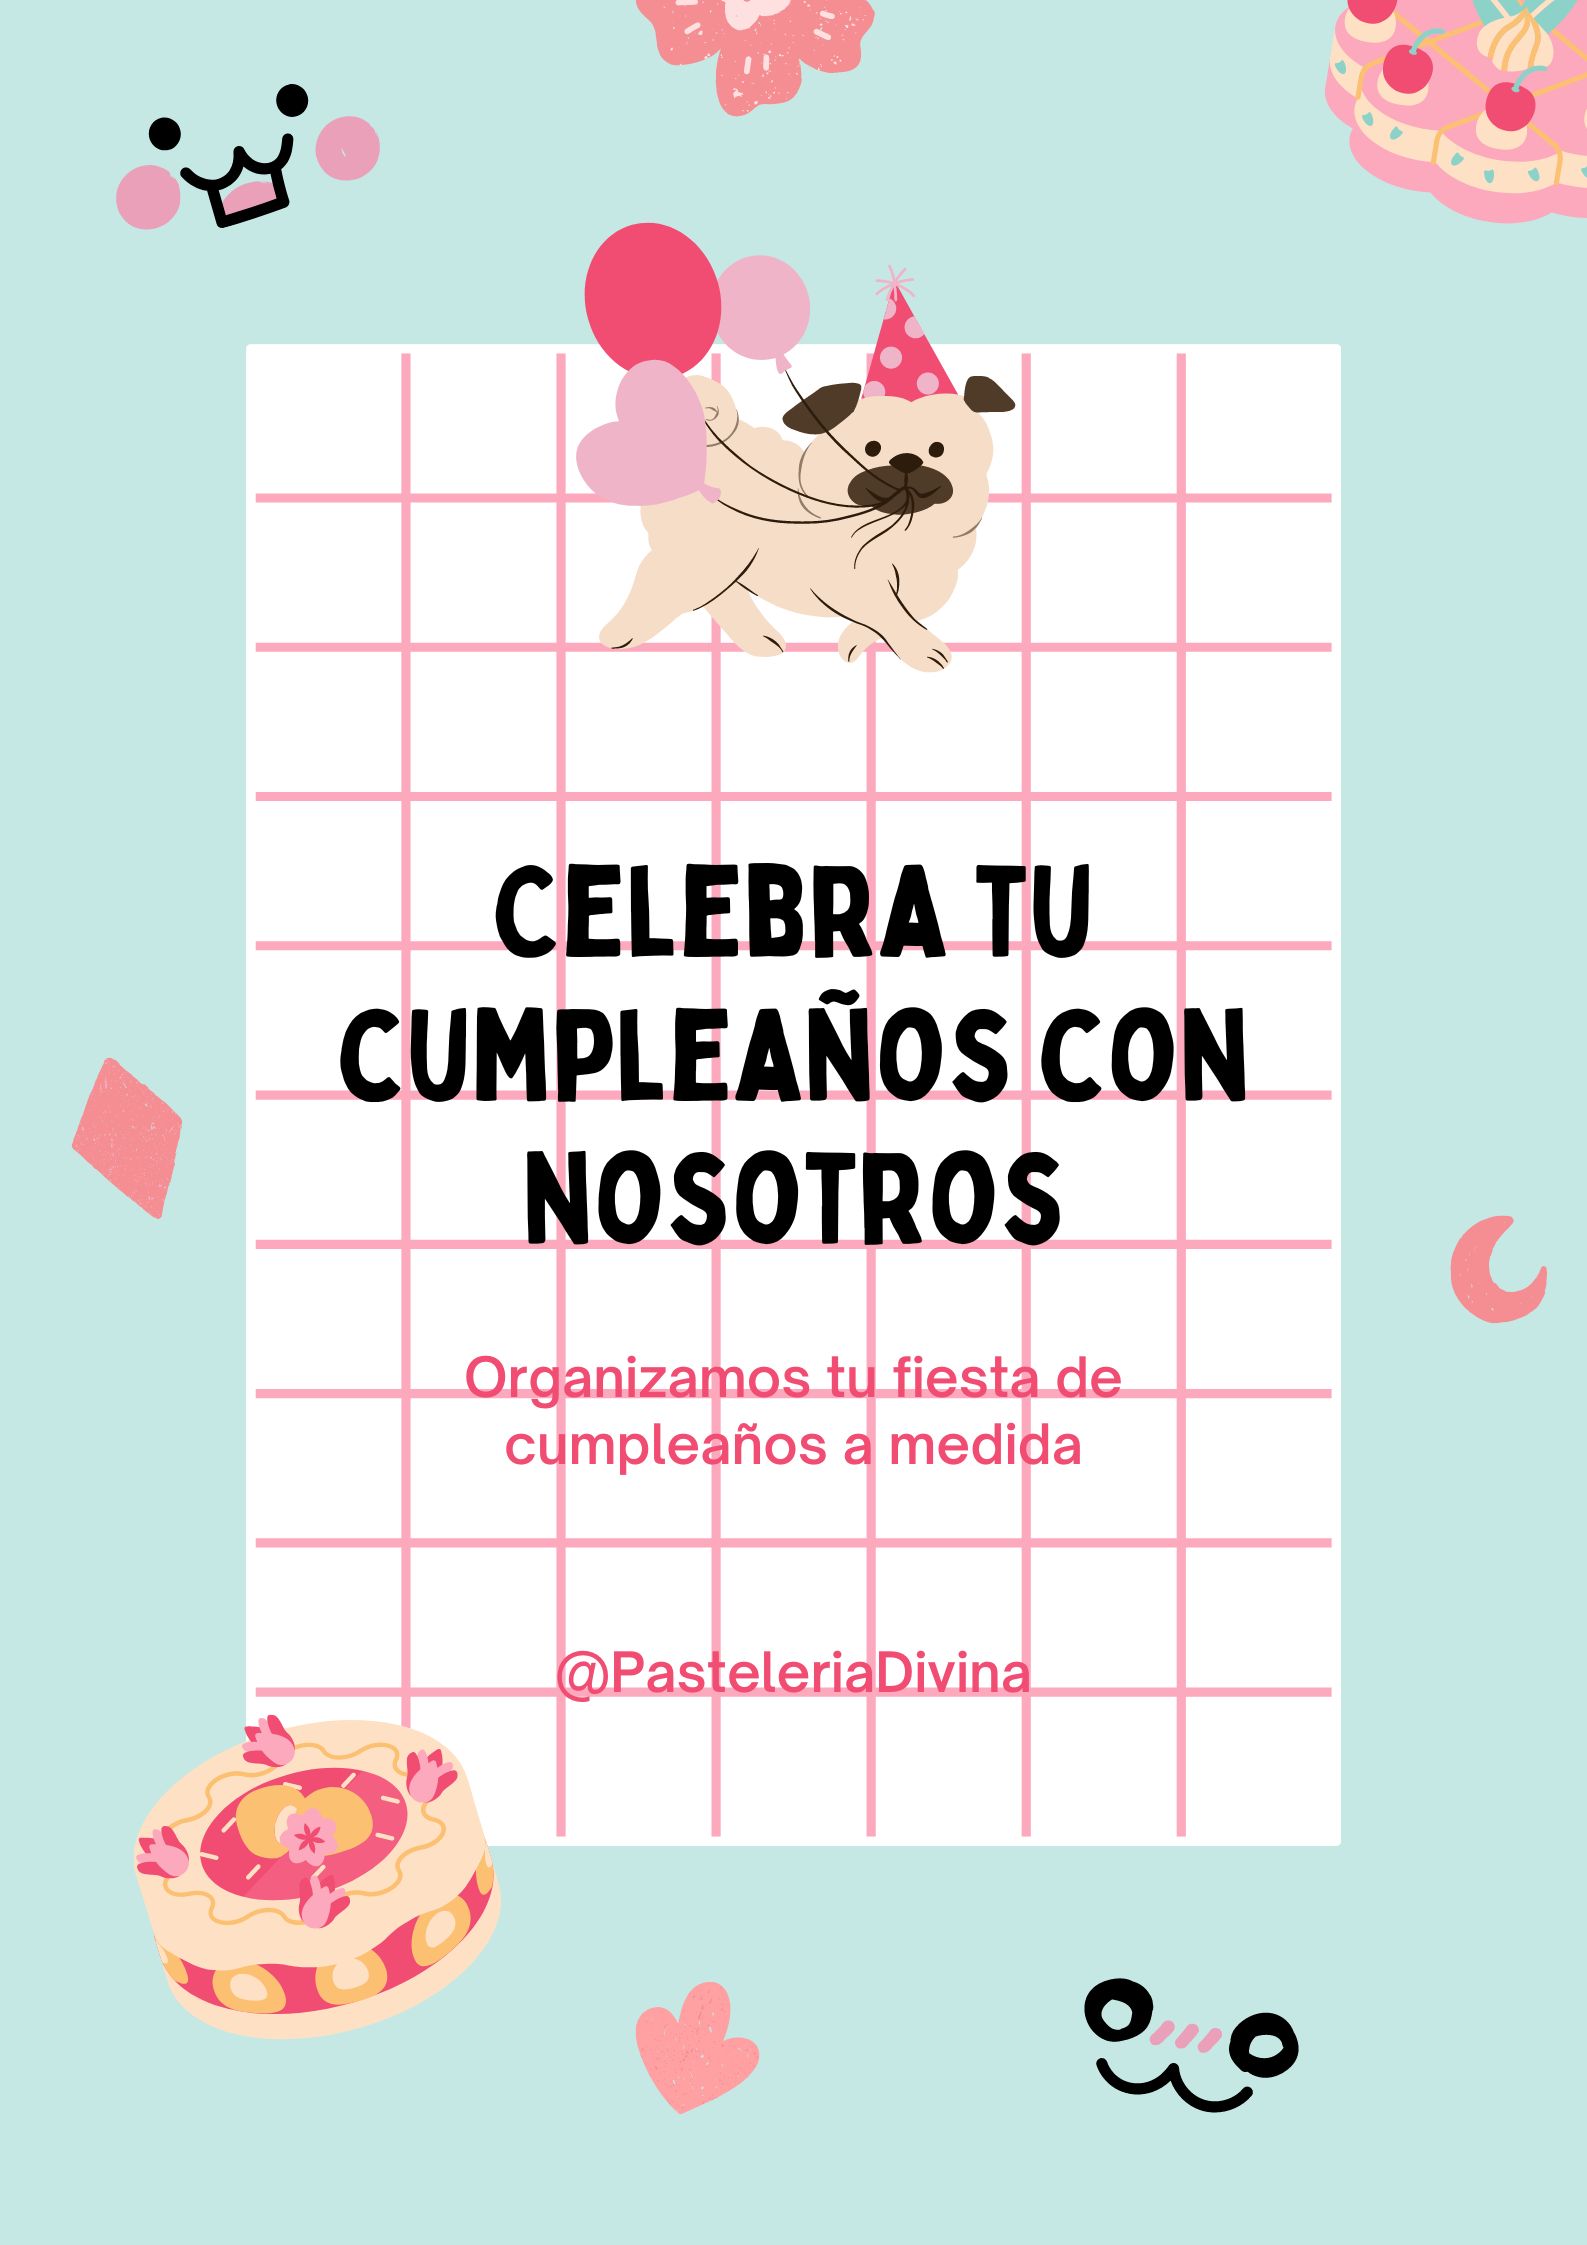 CELEBRA TU
CUMPLEAÑOS CON
NOSOTROS
Organizamos tu fiesta de
cumpleaños a medida
@PasteleriaDivina